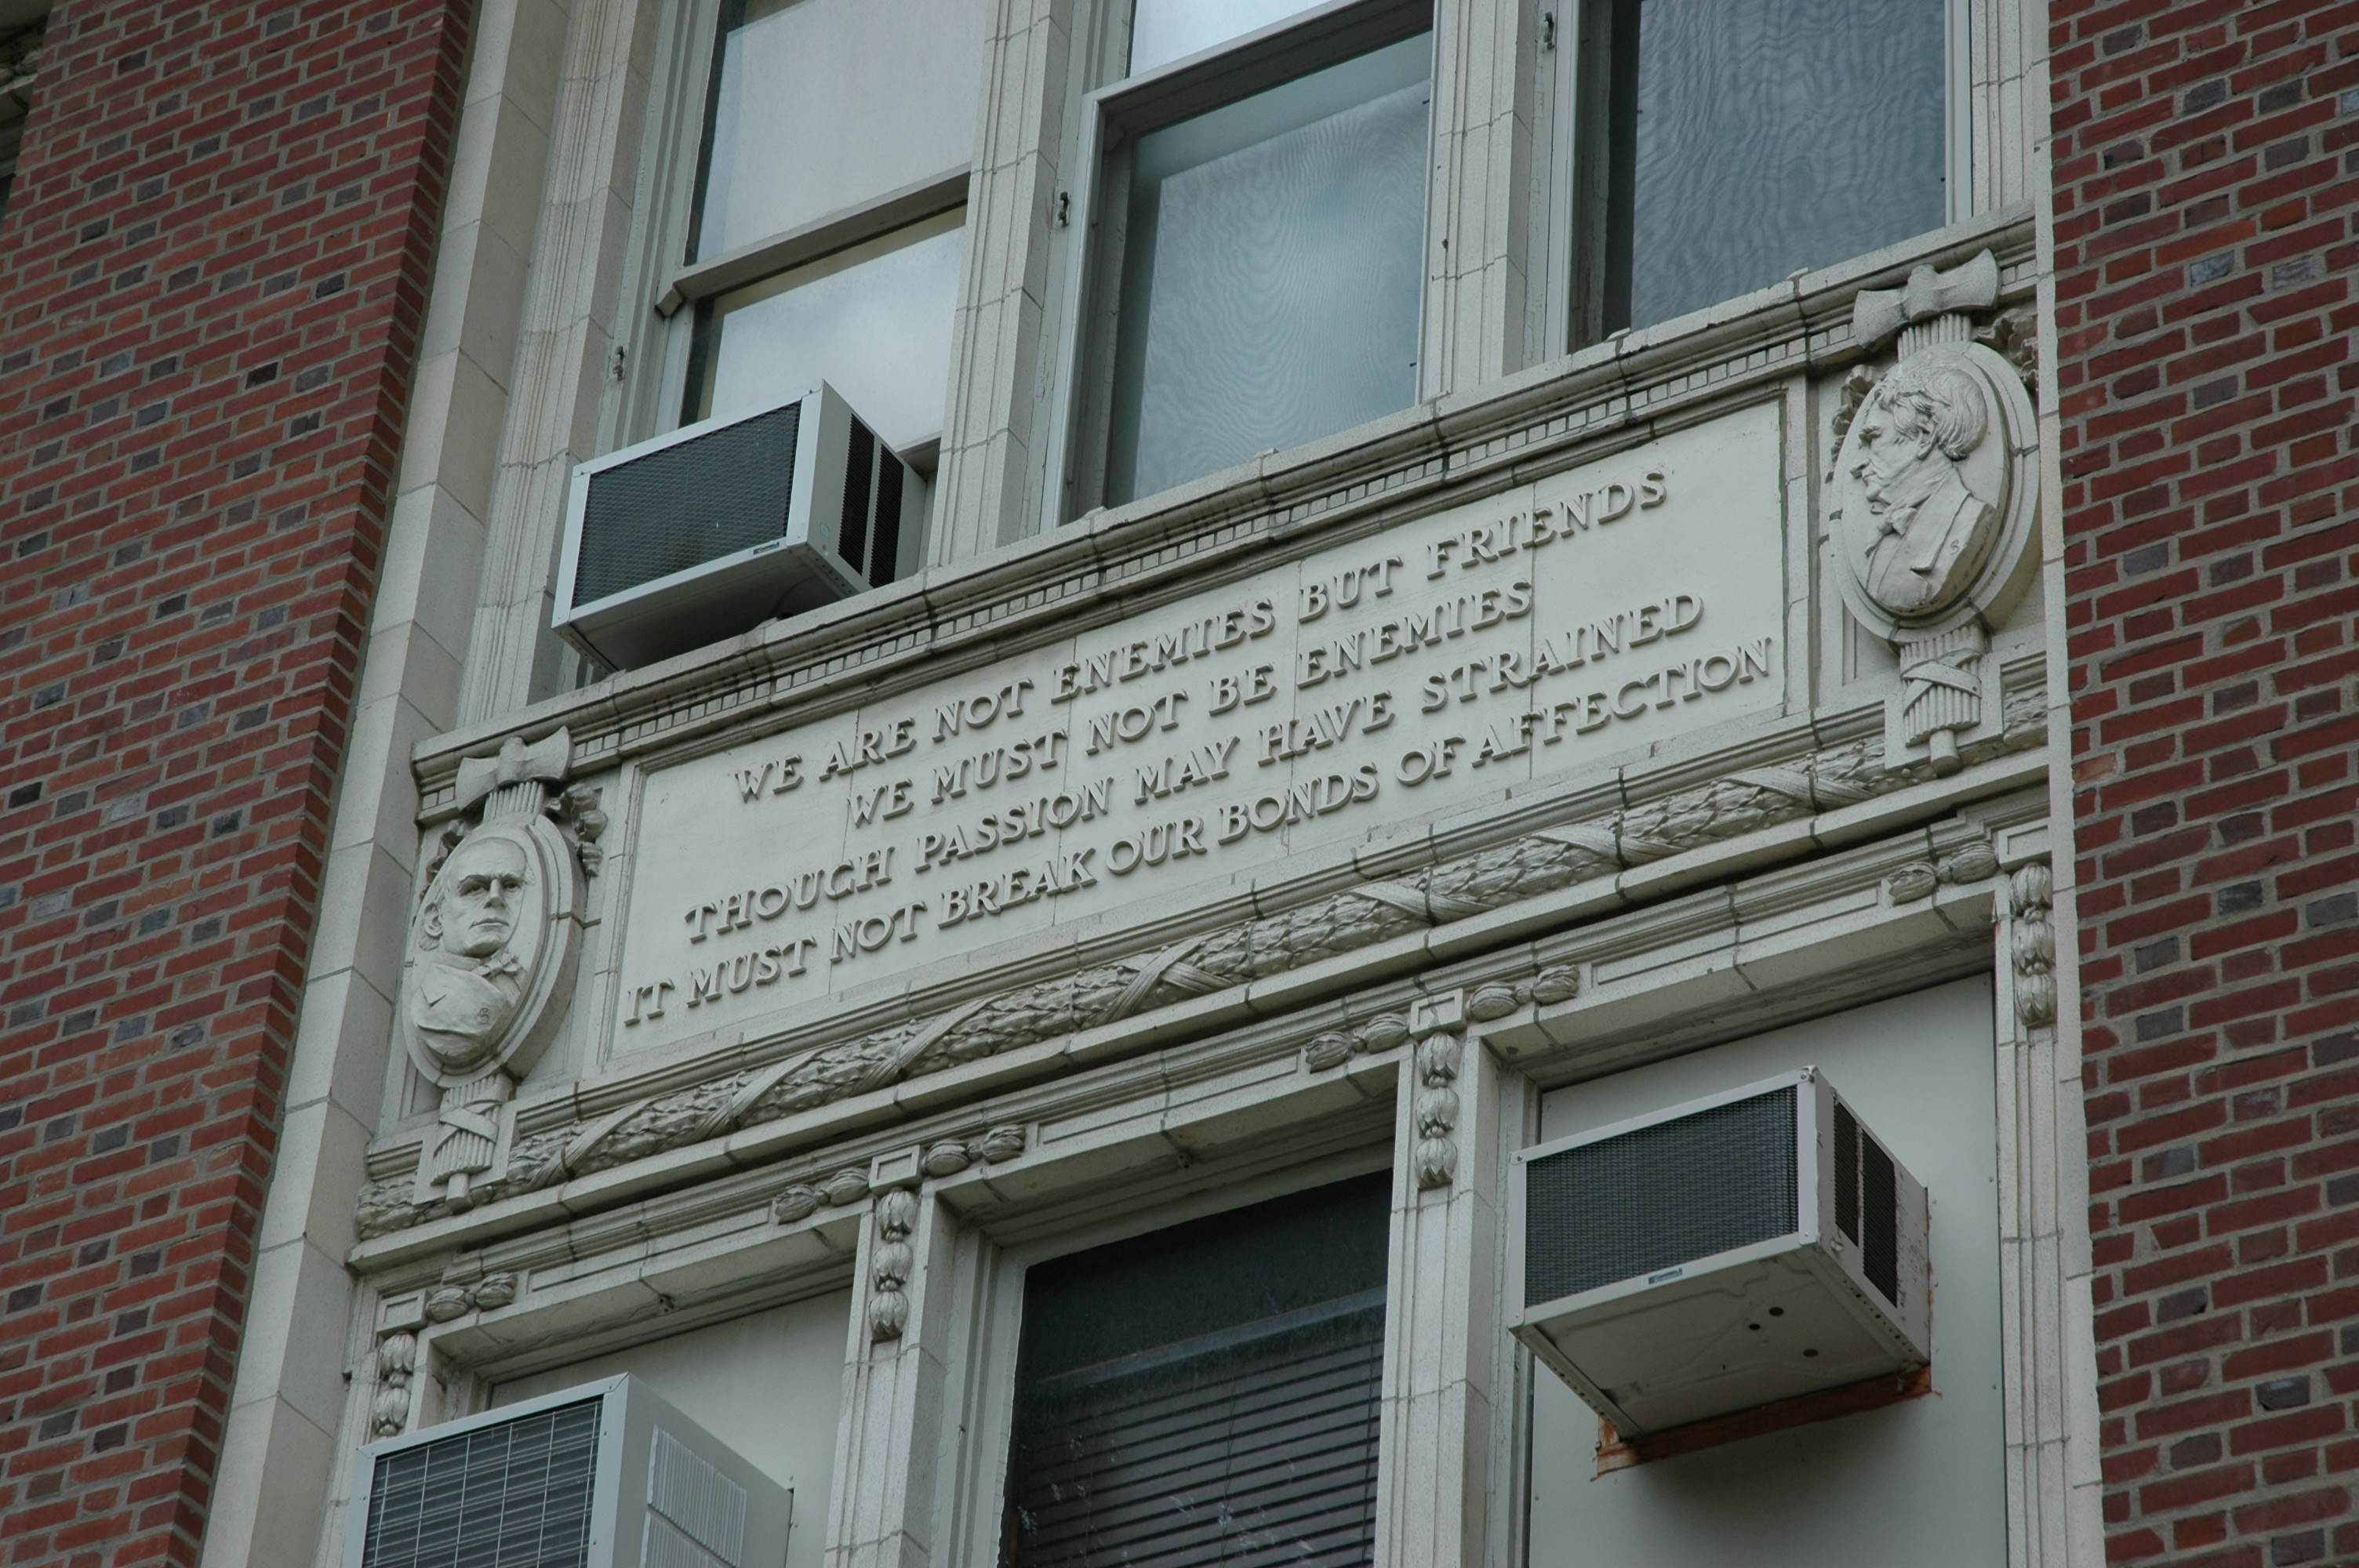 WE ARE NOT ENEMIES BUT FRIENDS
WE MUST NOT BE ENEMIES
THOUGH PASSION MAY HAVE STRAINED
IT MUST NOT BREAK OUR BONDS OF AFFECTION